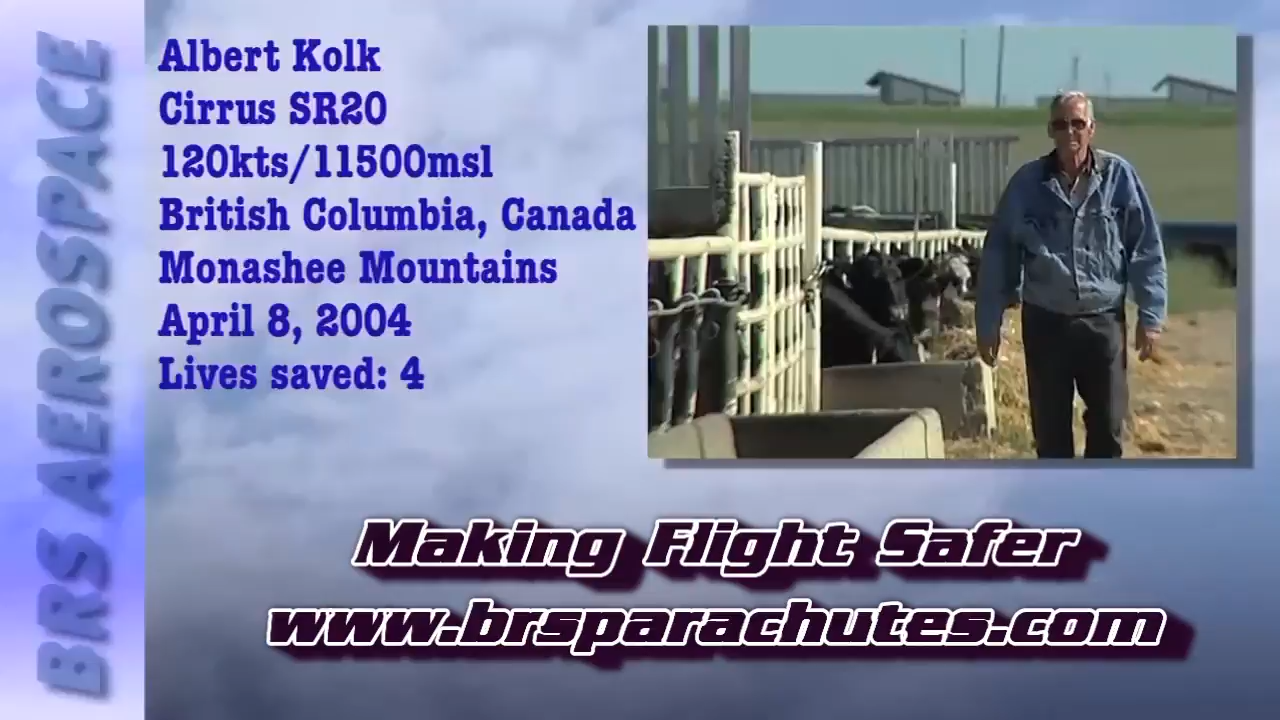 BRS AEROSPACE
Albert Kolk
Cirrus SR20
120kts/11500msl
British Columbia, Canada
Monashee Mountains
April 8, 2004
Lives saved: 4
Making Flight Safer
www.brsparachutes.com